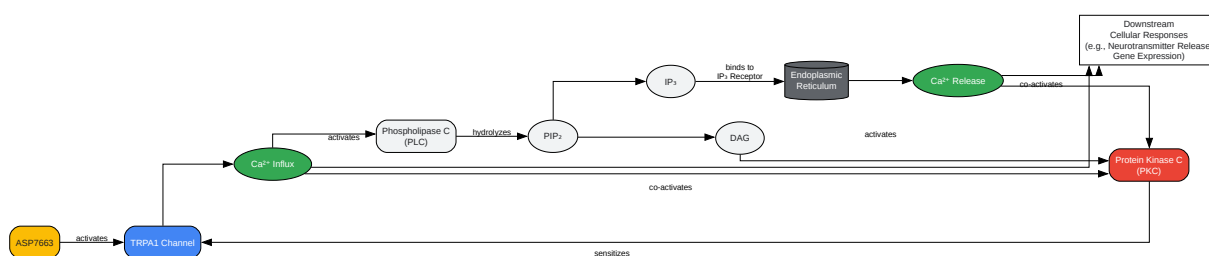 Downstream
Cellular Responses
(e.g., Neurotransmitter Release
Gene Expression)
IP₃
binds to
IP₃ Receptor
Endoplasmic
Reticulum
Ca²⁺ Release
co-activates
Phospholipase C
(PLC)
activates
hydrolyzes
PIP₂
DAG
activates
Ca²⁺ Influx
Protein Kinase C
(PKC)
co-activates
ASP7663
activates
TRPA1 Channel
sensitizes